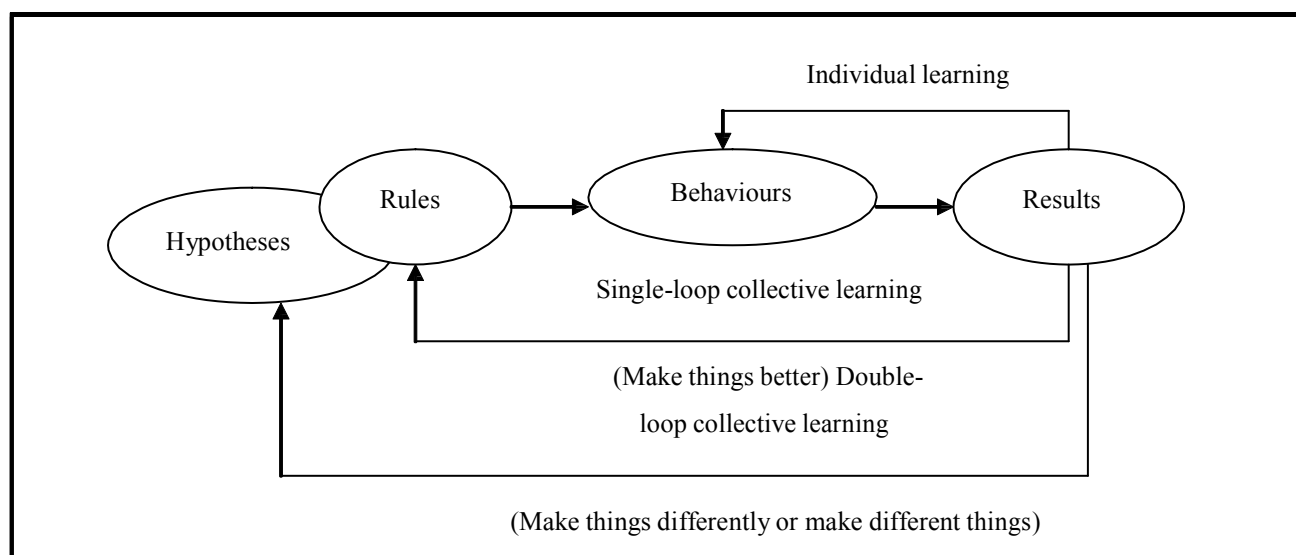 Individual learning
Rules
Behaviours
Results
Hypotheses
Single-loop collective learning
(Make things better) Double-
loop collective learning
(Make things differently or make different things)